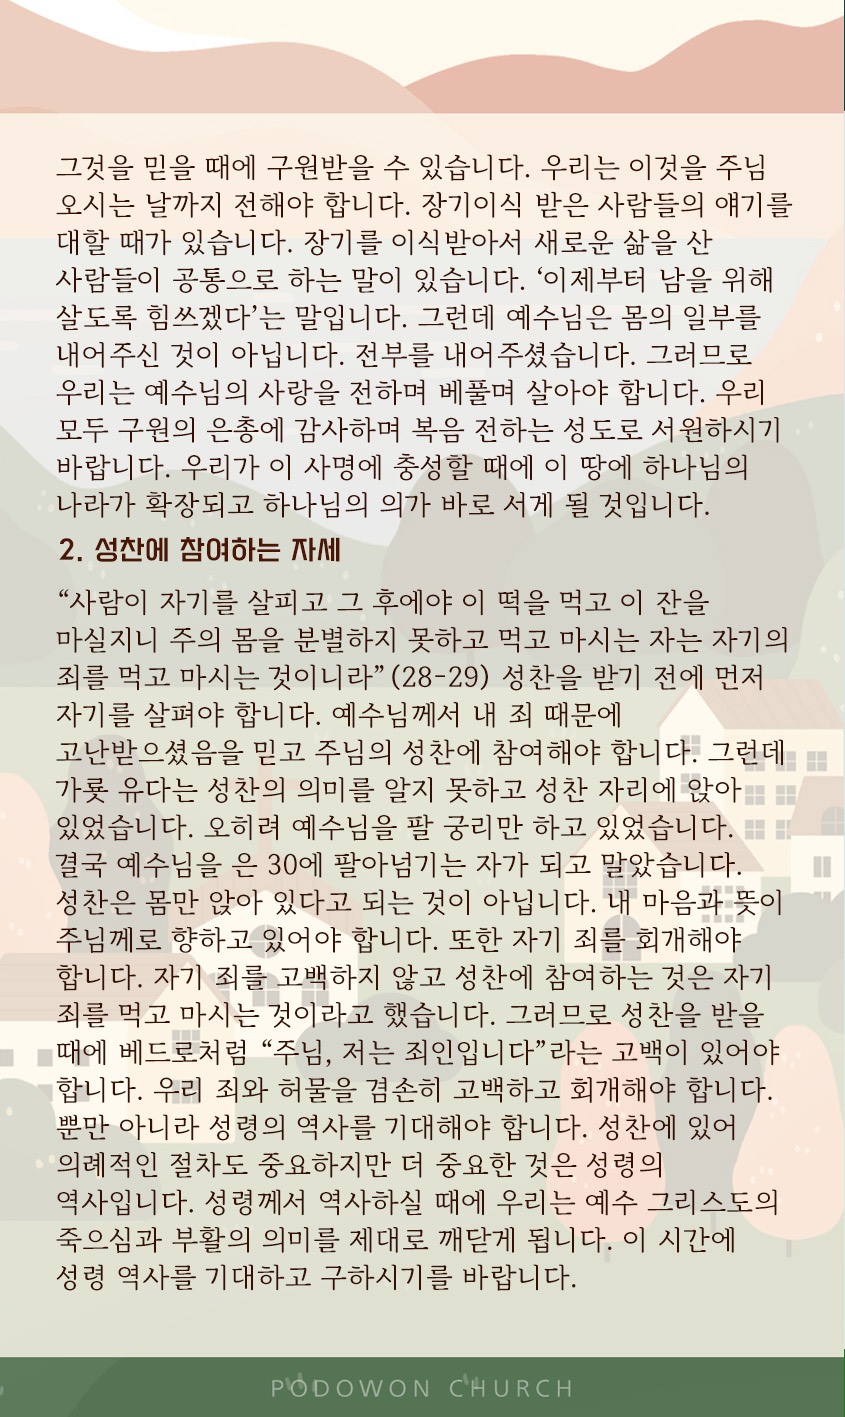 그것을 믿을 때에 구원받을 수 있습니다. 우리는 이것을 주님
오시는 날까지 전해야 합니다. 장기이식 받은 사람들의 얘기를
대할 때가 있습니다. 장기를 이식받아서 새로운 삶을 산
사람들이 공통으로 하는 말이 있습니다. ‘이제부터 남을 위해
살도록 힘쓰겠다’는 말입니다. 그런데 예수님은 몸의 일부를
내어주신 것이 아닙니다. 전부를 내어주셨습니다. 그러므로
우리는 예수님의 사랑을 전하며 베풀며 살아야 합니다. 우리
모두 구원의 은총에 감사하며 복음 전하는 성도로 서원하시기
바랍니다. 우리가 이 사명에 충성할 때에 이 땅에 하나님의
나라가 확장되고 하나님의 의가 바로 서게 될 것입니다.
2. 성찬에 참여하는 자세
“사람이 자기를 살피고 그 후에야 이 떡을 먹고 이 잔을
마실지니 주의 몸을 분별하지 못하고 먹고 마시는 자는 자기의
죄를 먹고 마시는 것이니라”(28-29) 성찬을 받기 전에 먼저
자기를 살펴야 합니다. 예수님께서 내 죄 때문에
고난받으셨음을 믿고 주님의 성찬에 참여해야 합니다. 그런데
가룟 유다는 성찬의 의미를 알지 못하고 성찬 자리에 앉아
있었습니다. 오히려 예수님을 팔 궁리만 하고 있었습니다.
결국 예수님을 은 30에 팔아넘기는 자가 되고 말았습니다.
성찬은 몸만 앉아 있다고 되는 것이 아닙니다. 내 마음과 뜻이
주님께로 향하고 있어야 합니다. 또한 자기 죄를 회개해야
합니다. 자기 죄를 고백하지 않고 성찬에 참여하는 것은 자기
죄를 먹고 마시는 것이라고 했습니다. 그러므로 성찬을 받을
때에 베드로처럼 “주님, 저는 죄인입니다”라는 고백이 있어야
합니다. 우리 죄와 허물을 겸손히 고백하고 회개해야 합니다.
뿐만 아니라 성령의 역사를 기대해야 합니다. 성찬에 있어
의례적인 절차도 중요하지만 더 중요한 것은 성령의
역사입니다. 성령께서 역사하실 때에 우리는 예수 그리스도의
죽으심과 부활의 의미를 제대로 깨닫게 됩니다. 이 시간에
성령 역사를 기대하고 구하시기를 바랍니다.
PODOWON CHURCH